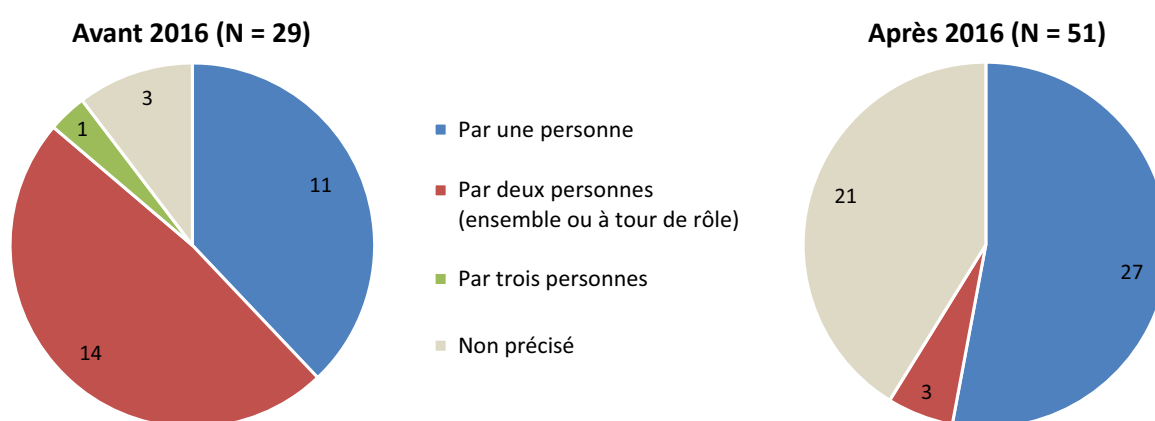 Avant 2016 (N = 29)
3
1
11
14
Par une personne
Par deux personnes
(ensemble ou à tour de rôle)
Par trois personnes
Non précisé
Après 2016 (N = 51)
21
27
3